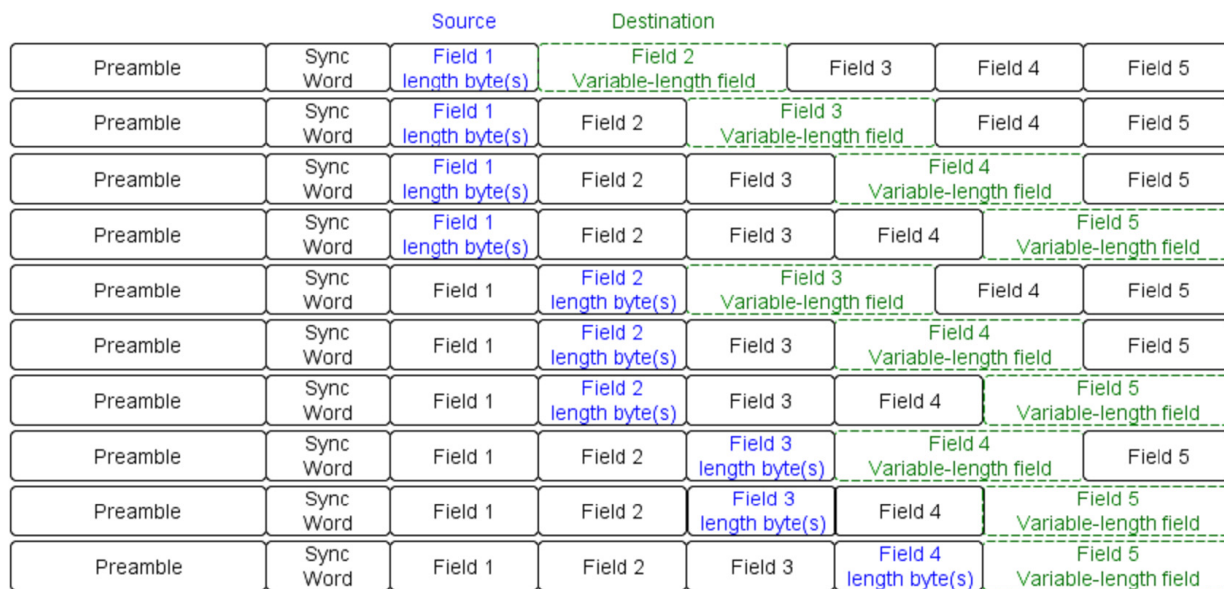 Source Destination
Preamble Sync Word Field 1 length byte(s) Field 2 Variable-length field Field 3 Field 4 Field 5
Preamble Sync Word Field 1 length byte(s) Field 2 Field 3 Variable-length field Field 4 Field 5
Preamble Sync Word Field 1 length byte(s) Field 2 Field 3 Field 4 Variable-length field Field 5
Preamble Sync Word Field 1 length byte(s) Field 2 Field 3 Field 4 Field 5 Variable-length field
Preamble Sync Word Field 1 Field 2 length byte(s) Field 3 Variable-length field Field 4 Field 5
Preamble Sync Word Field 1 Field 2 length byte(s) Field 3 Field 4 Variable-length field Field 5
Preamble Sync Word Field 1 Field 2 length byte(s) Field 3 Field 4 Field 5 Variable-length field
Preamble Sync Word Field 1 Field 2 Field 3 length byte(s) Field 4 Variable-length field Field 5
Preamble Sync Word Field 1 Field 2 Field 3 length byte(s) Field 4 Field 5 Variable-length field
Preamble Sync Word Field 1 Field 2 Field 3 Field 4 length byte(s) Field 5 Variable-length field